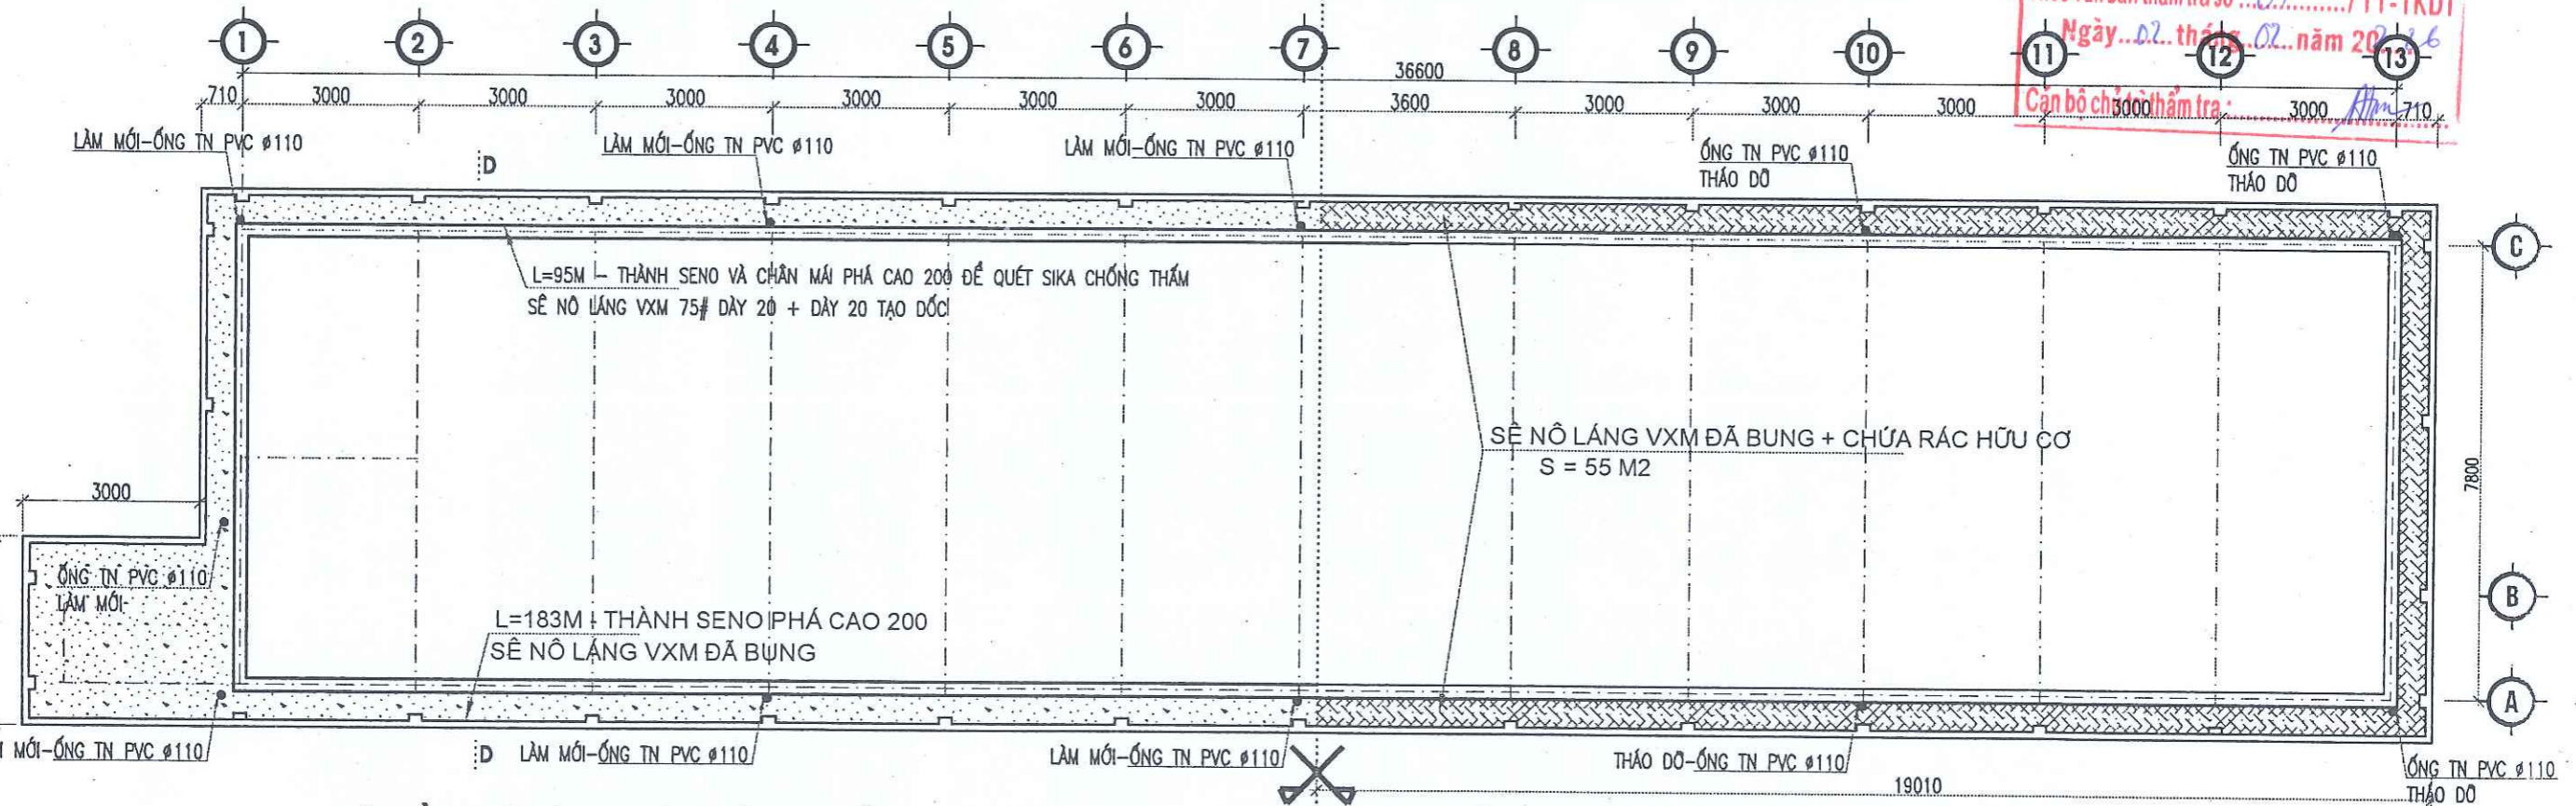 /TT-TKDT
Ngày...02... tháng...02... năm 2026
Cán bộ chủ trì thẩm tra:
1 2 3 4 5 6 7 8 9 10 11 12 13
36600
710 3000 3000 3000 3000 3000 3000 3600 3000 3000 3000 3000 3000 710
LÀM MỚI-ỐNG TN PVC ø110
LÀM MỚI-ỐNG TN PVC ø110
LÀM MỚI-ỐNG TN PVC ø110
ỐNG TN PVC ø110
THÁO DỠ
ỐNG TN PVC ø110
THÁO DỠ
D
C
L=95M - THÀNH SENO VÀ CHÂN MÁI PHÁ CAO 200 ĐỂ QUÉT SIKA CHỐNG THẤM
SÊ NÔ LÁNG VXM 75# DÀY 20 + DÀY 20 TẠO DỐC
SÊ NÔ LÁNG VXM ĐÃ BUNG + CHỨA RÁC HỮU CƠ
S = 55 M2
3000
7800
ỐNG TN PVC ø110
LÀM MỚI-
B
L=183M - THÀNH SENO PHÁ CAO 200
SÊ NÔ LÁNG VXM ĐÃ BUNG
A
MỚI-ỐNG TN PVC ø110
D
LÀM MỚI-ỐNG TN PVC ø110
LÀM MỚI-ỐNG TN PVC ø110
THÁO DỠ-ỐNG TN PVC ø110
19010
ỐNG TN PVC ø110
THÁO DỠ